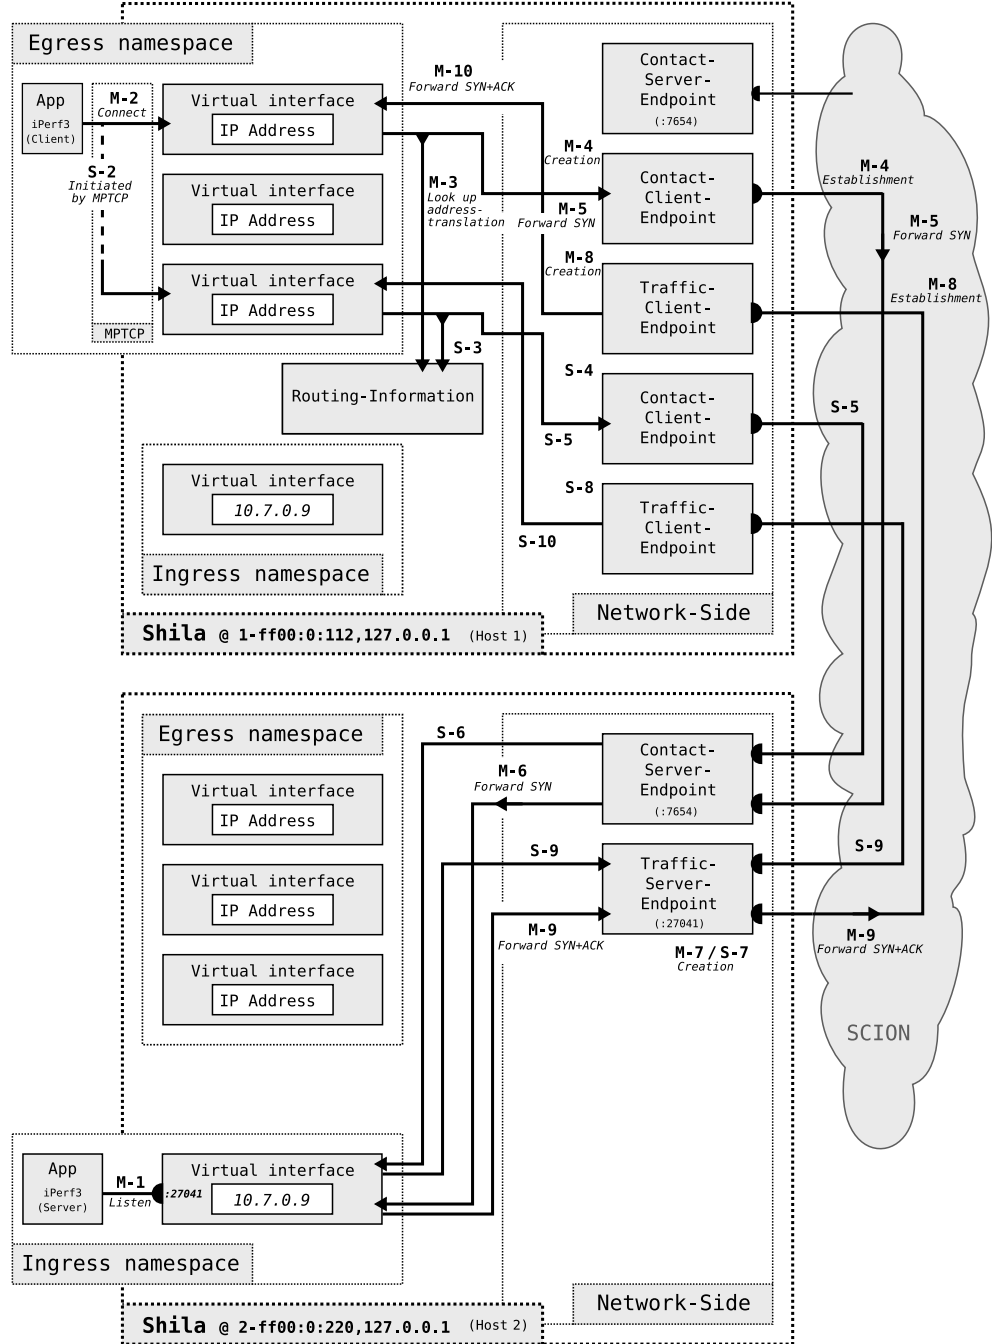 Egress namespace
App
iPerf3
(Client)
M-2
Connect
Virtual interface
IP Address
M-10
Forward SYN+ACK
Contact-
Server-
Endpoint
(:7654)
S-2
Initiated
by MPTCP
Virtual interface
IP Address
M-3
Look up
address-
translation
M-4
Creation
M-5
Forward SYN
Contact-
Client-
Endpoint
M-4
Establishment
M-5
Forward SYN
Virtual interface
IP Address
MPTCP
M-8
Creation
Traffic-
Client-
Endpoint
M-8
Establishment
S-3
Routing-Information
S-4
S-5
Contact-
Client-
Endpoint
S-5
Virtual interface
10.7.0.9
Ingress namespace
S-8
S-10
Traffic-
Client-
Endpoint
Network-Side
Shila @ 1-ff00:0:112,127.0.0.1 (Host 1)
Egress namespace
Virtual interface
IP Address
Virtual interface
IP Address
Virtual interface
IP Address
S-6
M-6
Forward SYN
Contact-
Server-
Endpoint
(:7654)
S-9
M-9
Forward SYN+ACK
Traffic-
Server-
Endpoint
(:27041)
M-7 / S-7
Creation
S-9
M-9
Forward SYN+ACK
SCION
App
iPerf3
(Server)
M-1
Listen
:27041
Virtual interface
10.7.0.9
Ingress namespace
Network-Side
Shila @ 2-ff00:0:220,127.0.0.1 (Host 2)